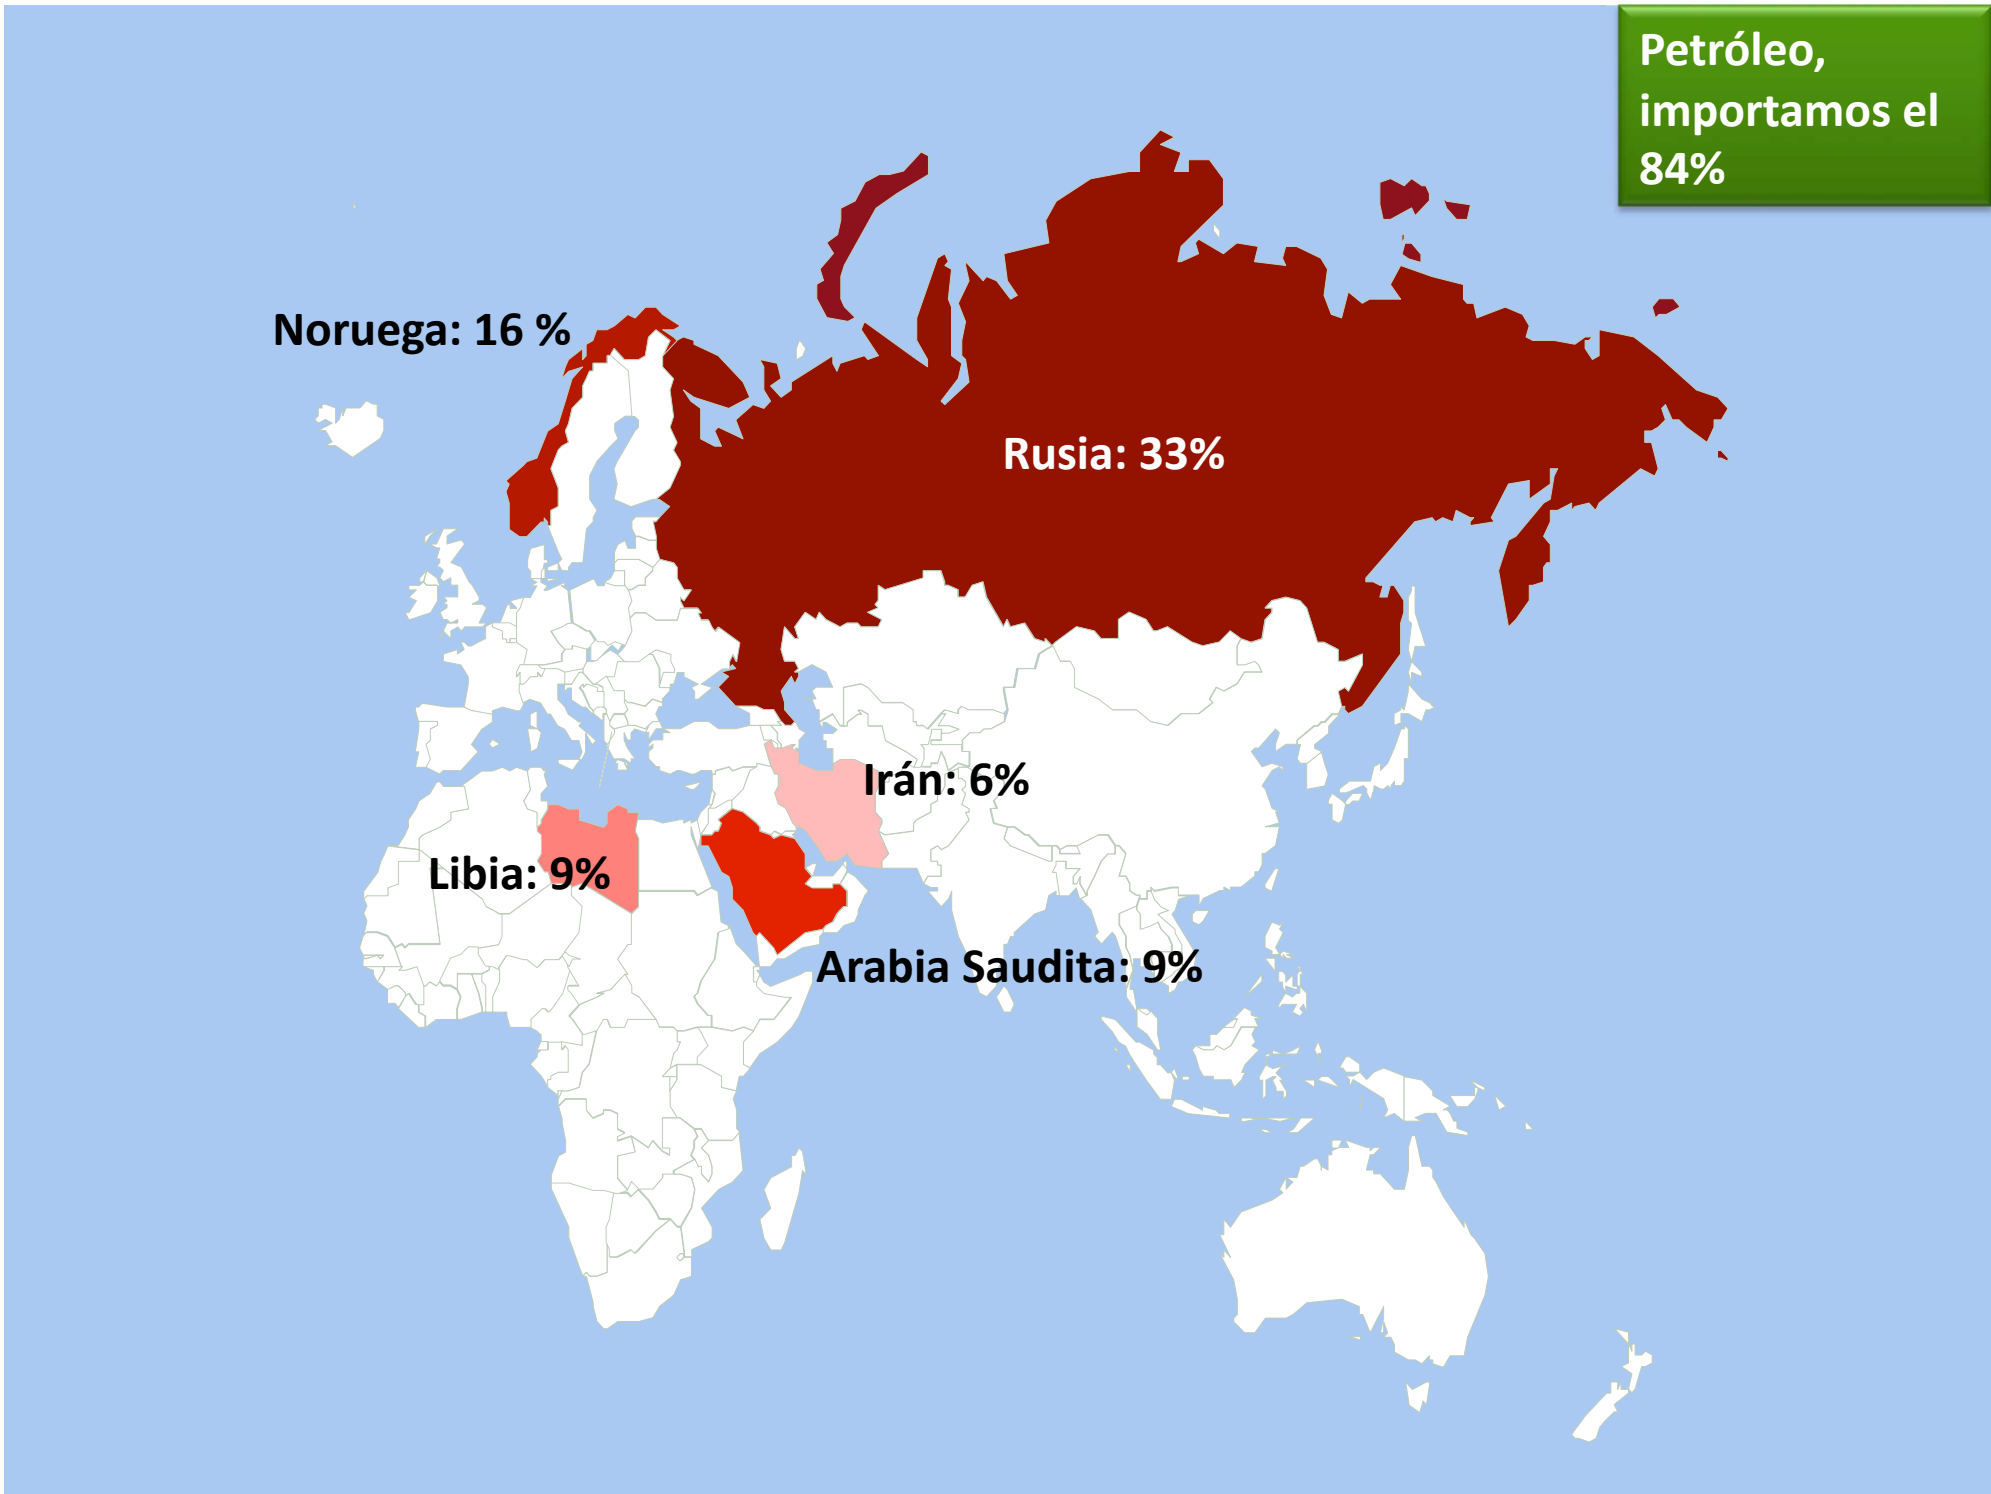 Petróleo,
importamos el
84%
Noruega: 16 %
Rusia: 33%
Irán: 6%
Libia: 9%
Arabia Saudita: 9%